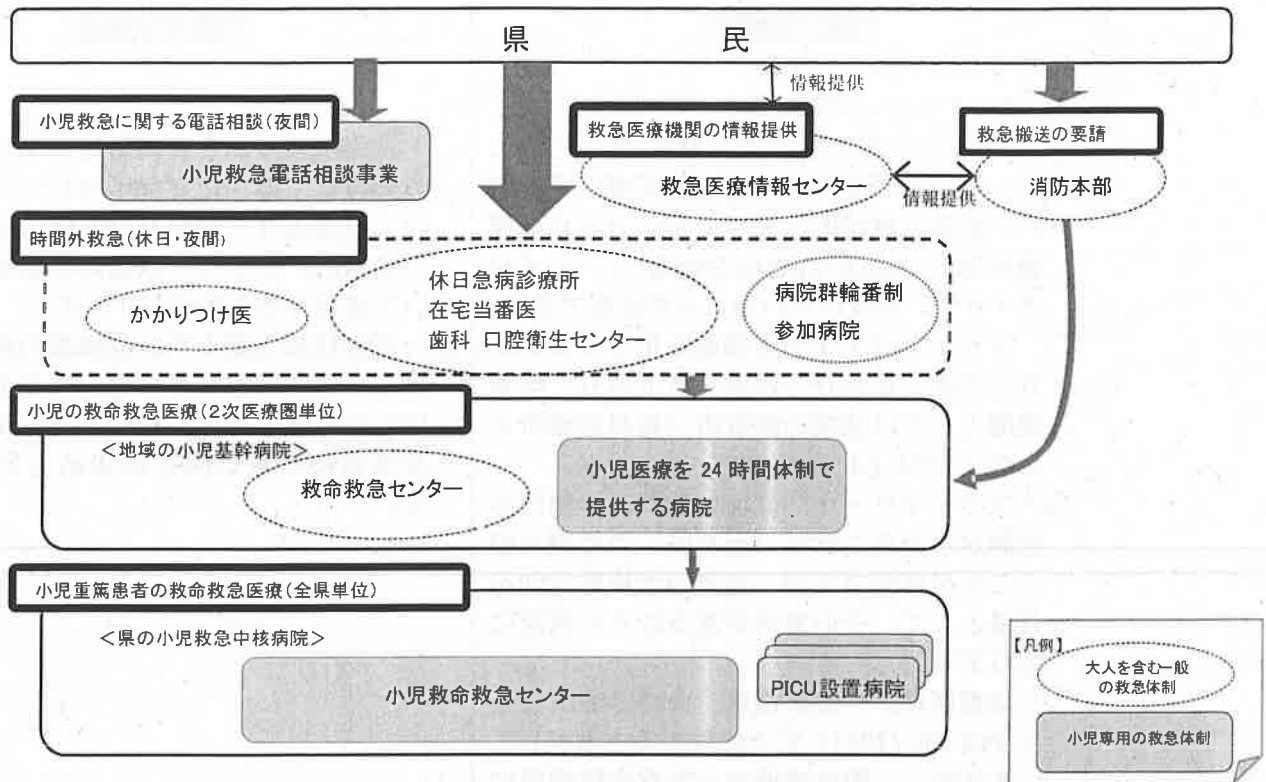 県 民
情報提供
小児救急に関する電話相談(夜間)
小児救急電話相談事業
救急医療機関の情報提供
救急医療情報センター
情報提供
救急搬送の要請
消防本部
時間外救急(休日・夜間)
かかりつけ医
休日急病診療所
在宅当番医
歯科 口腔衛生センター
病院群輪番制
参加病院
小児の救命救急医療(2次医療圏単位)
<地域の小児基幹病院>
救命救急センター
小児医療を 24 時間体制で
提供する病院
小児重篤患者の救命救急医療(全県単位)
<県の小児救急中核病院>
小児救命救急センター
PICU設置病院
【凡例】
大人を含む一般
の救急体制
小児専用の救急体制